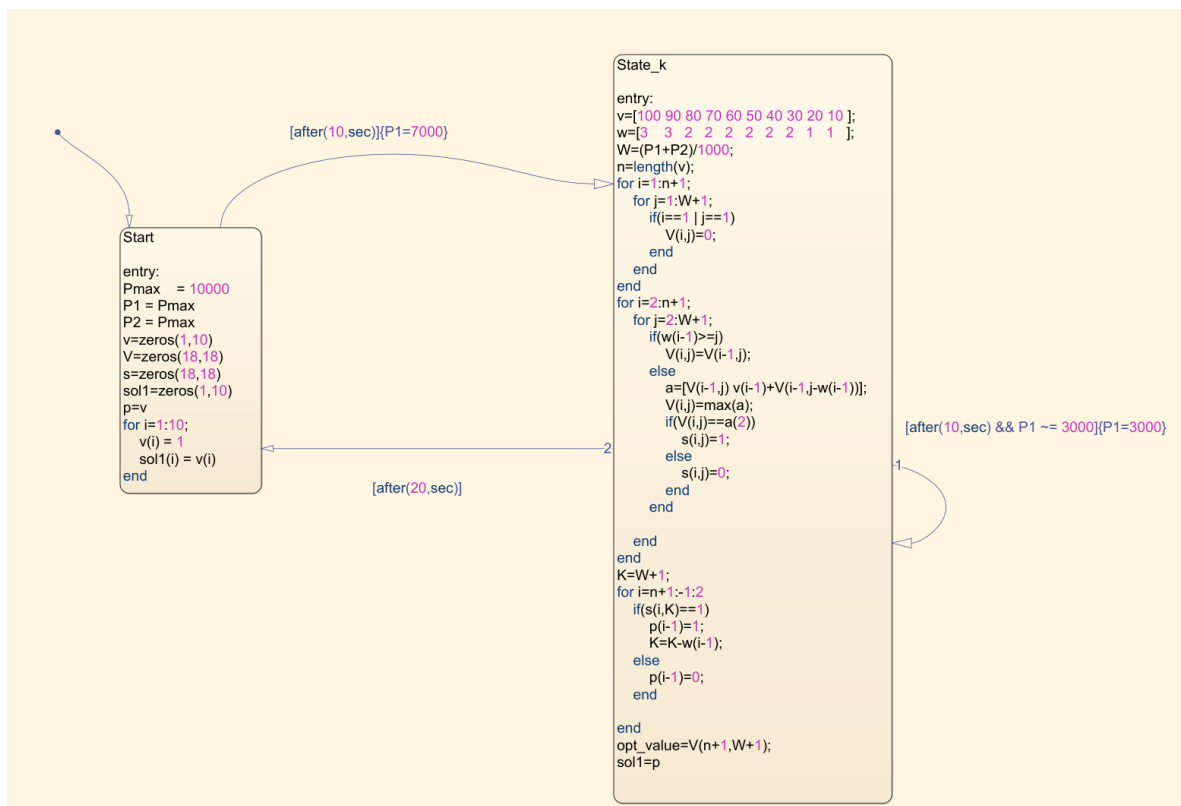 State_k
entry:
v=[100 90 80 70 60 50 40 30 20 10 ];
w=[3 3 2 2 2 2 2 2 1 1 ];
W=(P1+P2)/1000;
n=length(v);
for i=1:n+1;
for j=1:W+1;
if(i==1 | j==1)
V(i,j)=0;
end
end
end
for i=2:n+1;
for j=2:W+1;
if(w(i-1)>=j)
V(i,j)=V(i-1,j);
else
a=[V(i-1,j) v(i-1)+V(i-1,j-w(i-1))];
V(i,j)=max(a);
if(V(i,j)==a(2))
s(i,j)=1;
else
s(i,j)=0;
end
end
end
end
K=W+1;
for i=n+1:-1:2
if(s(i,K)==1)
p(i-1)=1;
K=K-w(i-1);
else
p(i-1)=0;
end
end
opt_value=V(n+1,W+1);
sol1=p
[after(10,sec)]{P1=7000}
Start
entry:
Pmax = 10000
P1 = Pmax
P2 = Pmax
v=zeros(1,10)
V=zeros(18,18)
s=zeros(18,18)
sol1=zeros(1,10)
p=v
for i=1:10;
v(i) = 1
sol1(i) = v(i)
end
2
[after(20,sec)]
1
[after(10,sec) && P1 ~= 3000]{P1=3000}